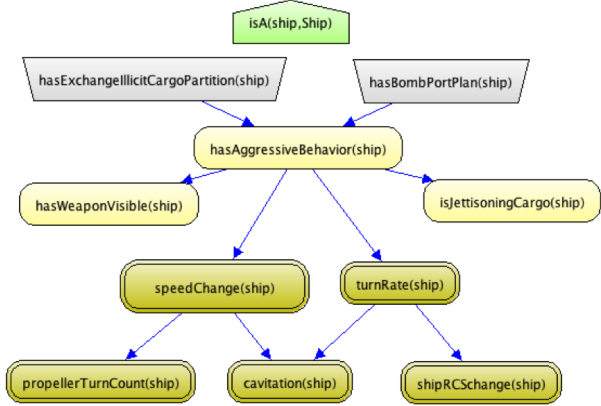 isA(ship,Ship)
hasExchangeIllicitCargoPartition(ship)
hasBombPortPlan(ship)
hasAggressiveBehavior(ship)
hasWeaponVisible(ship)
isJettisoningCargo(ship)
speedChange(ship)
turnRate(ship)
propellerTurnCount(ship)
cavitation(ship)
shipRCSchange(ship)